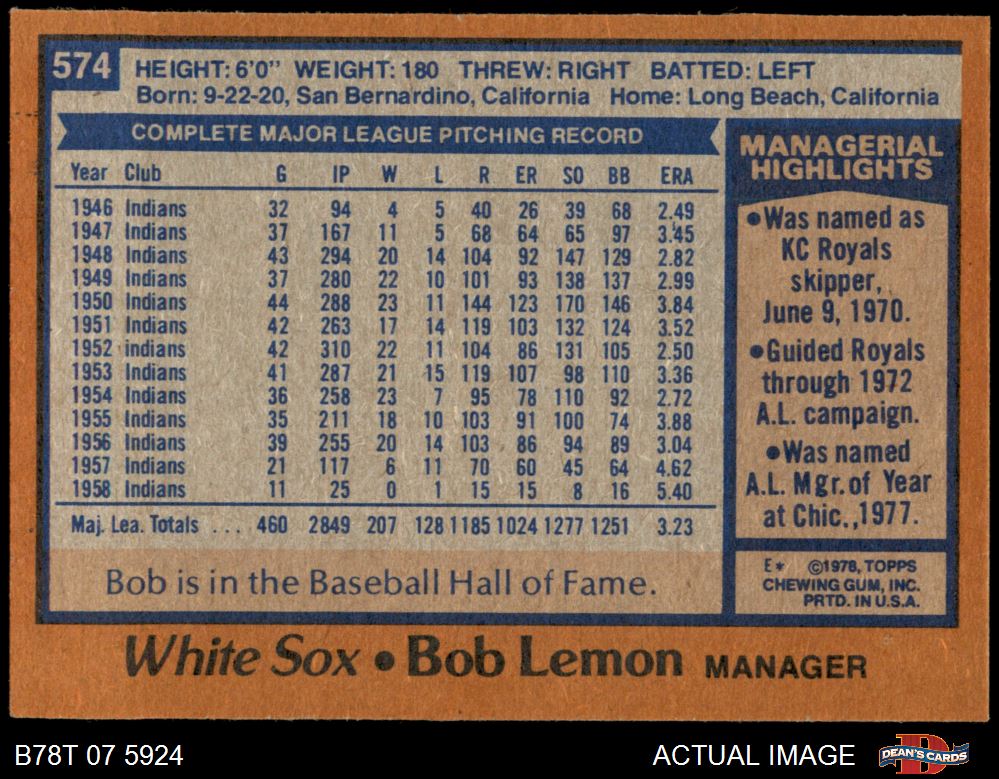 574
HEIGHT: 6'0" WEIGHT: 180 THREW: RIGHT BATTED: LEFT
Born: 9-22-20, San Bernardino, California Home: Long Beach, California
COMPLETE MAJOR LEAGUE PITCHING RECORD
Year Club G IP W L R ER SO BB ERA
1946 Indians 32 94 4 5 40 26 39 68 2.49
1947 Indians 37 167 11 5 68 64 65 97 3.45
1948 Indians 43 294 20 14 104 92 147 129 2.82
1949 Indians 37 280 22 10 101 93 138 137 2.99
1950 Indians 44 288 23 11 144 123 170 146 3.84
1951 Indians 42 263 17 14 119 103 132 124 3.52
1952 Indians 42 310 22 11 104 86 131 105 2.50
1953 Indians 41 287 21 15 119 107 98 110 3.36
1954 Indians 36 258 23 7 95 78 110 92 2.72
1955 Indians 35 211 18 10 103 91 100 74 3.88
1956 Indians 39 255 20 14 103 86 94 89 3.04
1957 Indians 21 117 6 11 70 60 45 64 4.62
1958 Indians 11 25 0 1 15 15 8 16 5.40
Maj. Lea. Totals . . . . 460 2849 207 128 1185 1024 1277 1251 3.23
Bob is in the Baseball Hall of Fame.
MANAGERIAL
HIGHLIGHTS
•Was named as
KC Royals
skipper,
June 9, 1970.
•Guided Royals
through 1972
A.L. campaign.
•Was named
A.L. Mgr. of Year
at Chic., 1977.
E* ©1978, TOPPS
CHEWING GUM, INC.
PRTD. IN U.S.A.
White Sox • Bob Lemon MANAGER
B78T 07 5924
ACTUAL IMAGE
DEAN'S CARDS